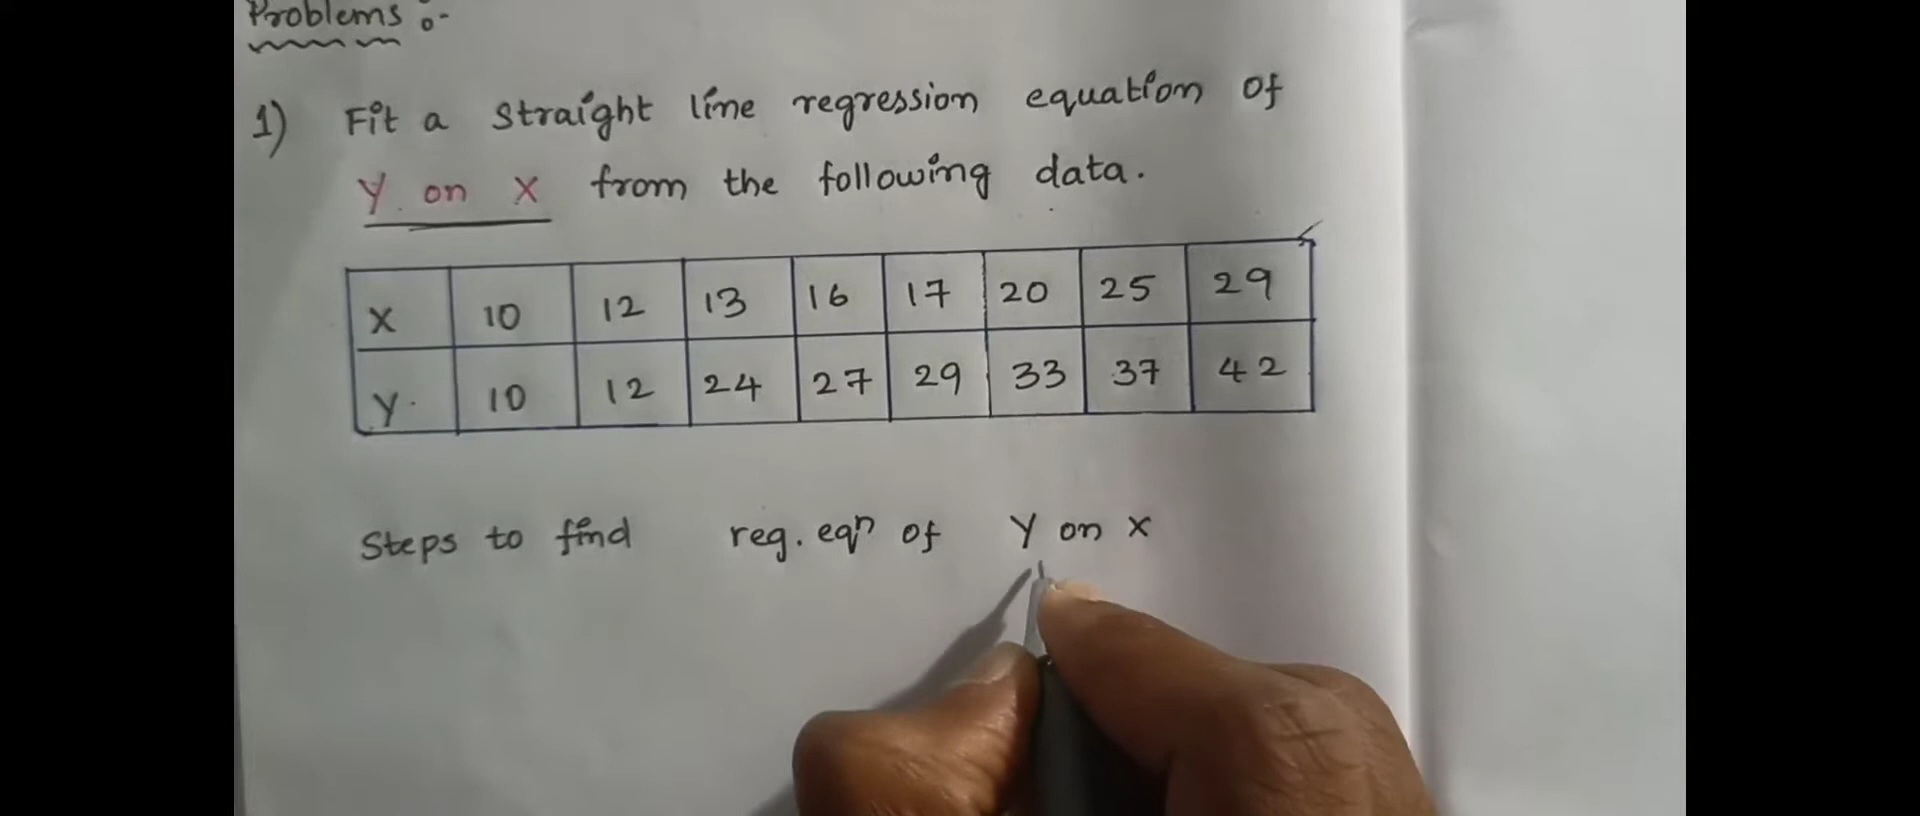 Problems :-
1) Fit a straight line regression equation of
Y on X from the following data.
X 10 12 13 16 17 20 25 29
Y 10 12 24 27 29 33 37 42
Steps to find reg. eqn of Y on X